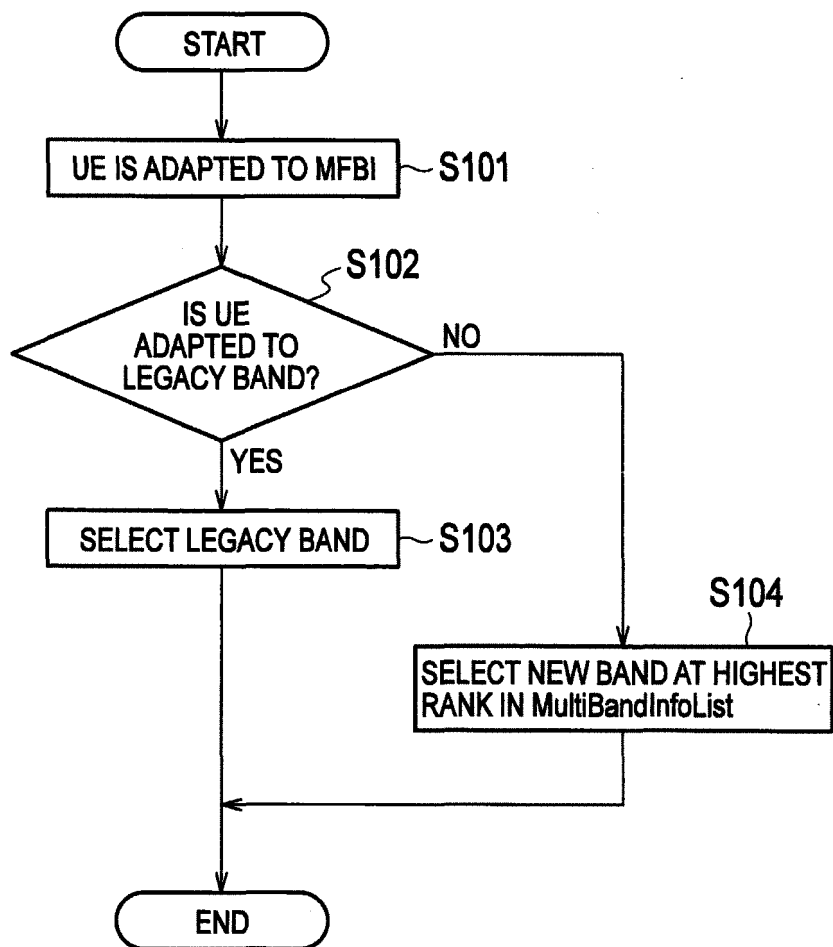 START
UE IS ADAPTED TO MFBI
S101
S102
IS UE
ADAPTED TO
LEGACY BAND?
NO
YES
SELECT LEGACY BAND
S103
S104
SELECT NEW BAND AT HIGHEST
RANK IN MultiBandInfoList
END